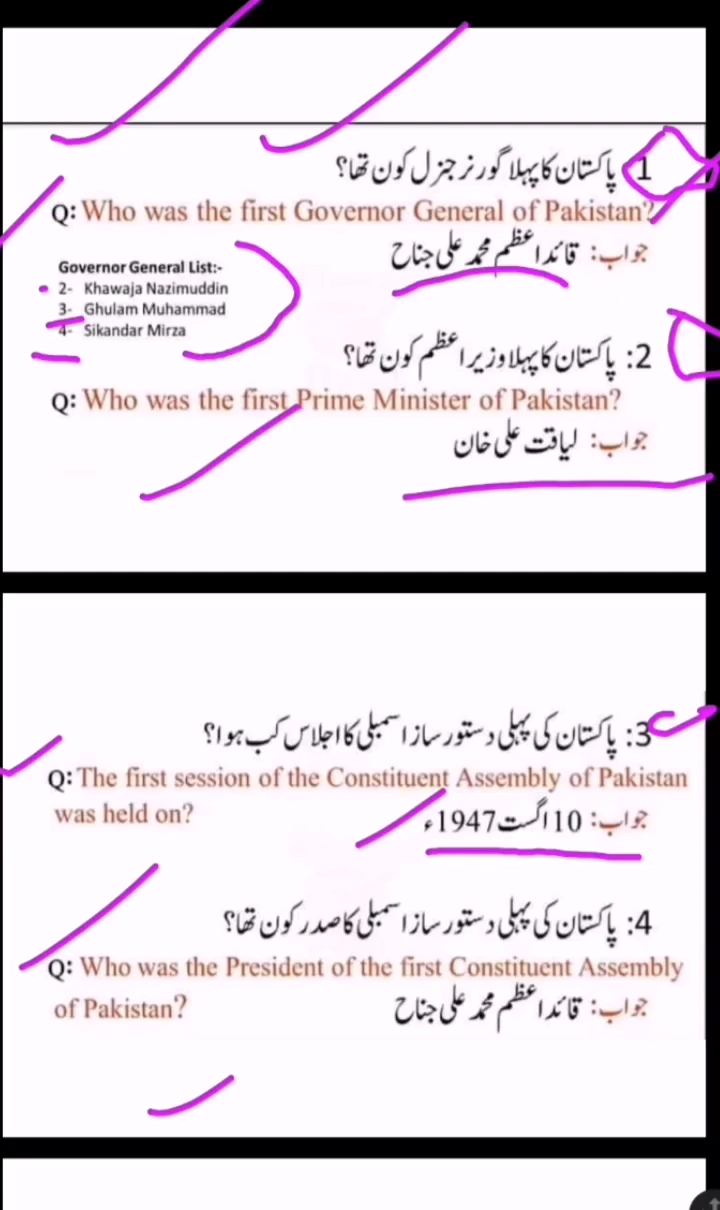 1: پاکستان کا پہلا گورنر جنرل کون تھا؟
Q: Who was the first Governor General of Pakistan?
جواب: قائداعظم محمد علی جناح
Governor General List:-
2- Khawaja Nazimuddin
3- Ghulam Muhammad
4- Sikandar Mirza
2: پاکستان کا پہلا وزیراعظم کون تھا؟
Q: Who was the first Prime Minister of Pakistan?
جواب: لیاقت علی خان
3: پاکستان کی پہلی دستور ساز اسمبلی کا اجلاس کب ہوا؟
Q: The first session of the Constituent Assembly of Pakistan
was held on?
جواب: 10 اگست 1947ء
4: پاکستان کی پہلی دستور ساز اسمبلی کا صدر کون تھا؟
Q: Who was the President of the first Constituent Assembly
of Pakistan?
جواب: قائداعظم محمد علی جناح